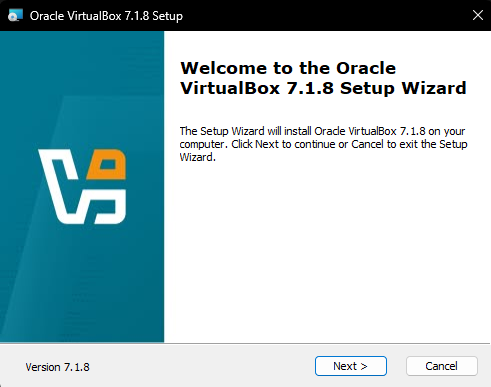 Oracle VirtualBox 7.1.8 Setup
Welcome to the Oracle
VirtualBox 7.1.8 Setup Wizard
The Setup Wizard will install Oracle VirtualBox 7.1.8 on your
computer. Click Next to continue or Cancel to exit the Setup
Wizard.
Version 7.1.8
Next >
Cancel